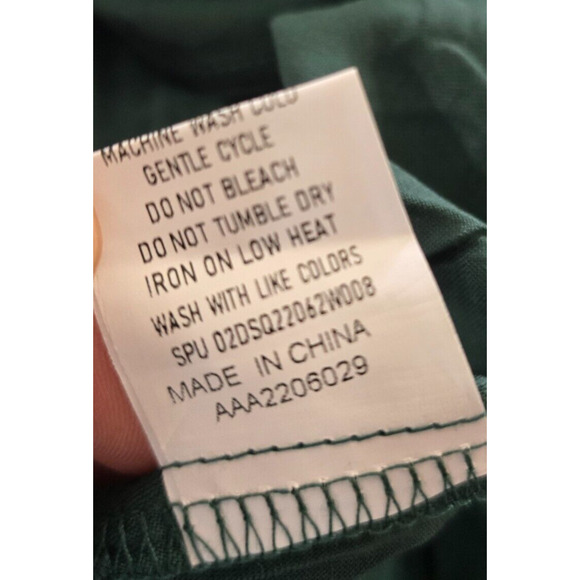 MACHINE WASH COLD
GENTLE CYCLE
DO NOT BLEACH
DO NOT TUMBLE DRY
IRON ON LOW HEAT
WASH WITH LIKE COLORS
SPU 02DSQ22062W008
MADE IN CHINA
AAA2206029